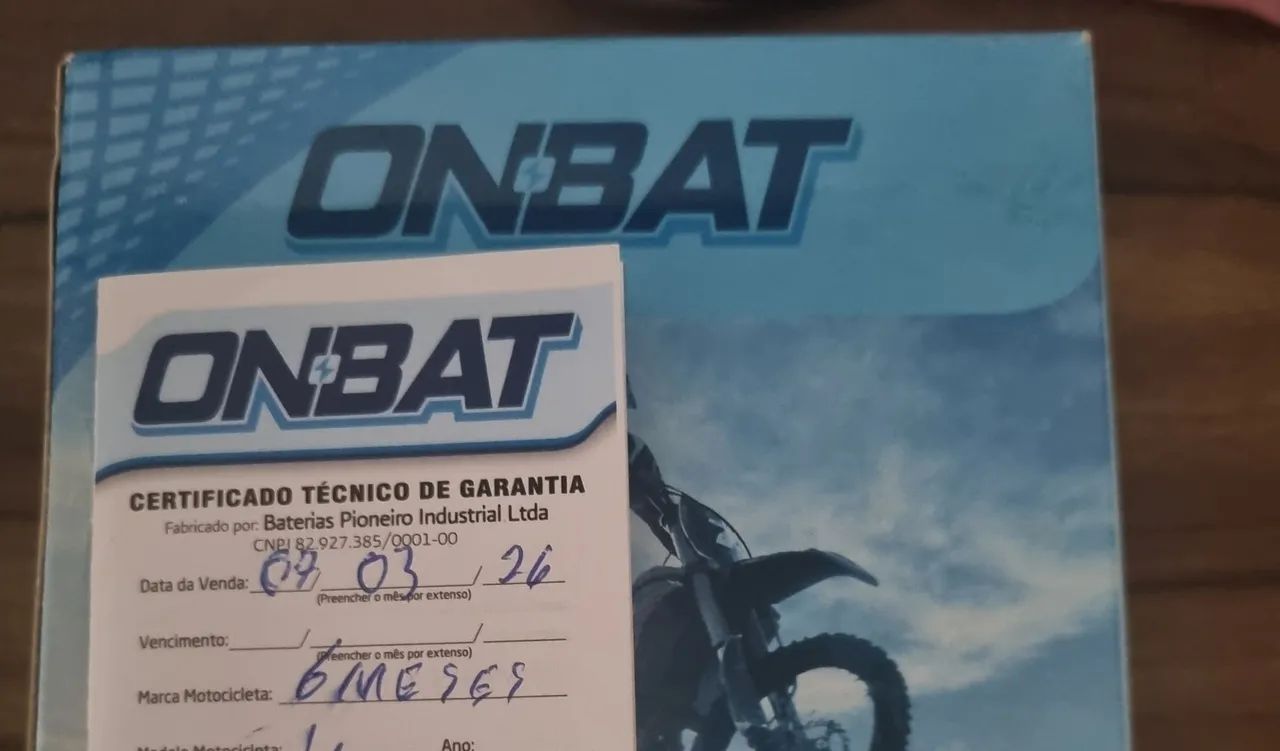 ONBAT
ONBAT
CERTIFICADO TÉCNICO DE GARANTIA
Fabricado por: Baterias Pioneiro Industrial Ltda
CNPJ 82.927.385/0001-00
Data da Venda: 07/ 03 / 26
(Preencher o mês por extenso)
Vencimento: / /
(Preencher o mês por extenso)
Marca Motocicleta: 6 MESES
Modelo Motocicleta: Ano: